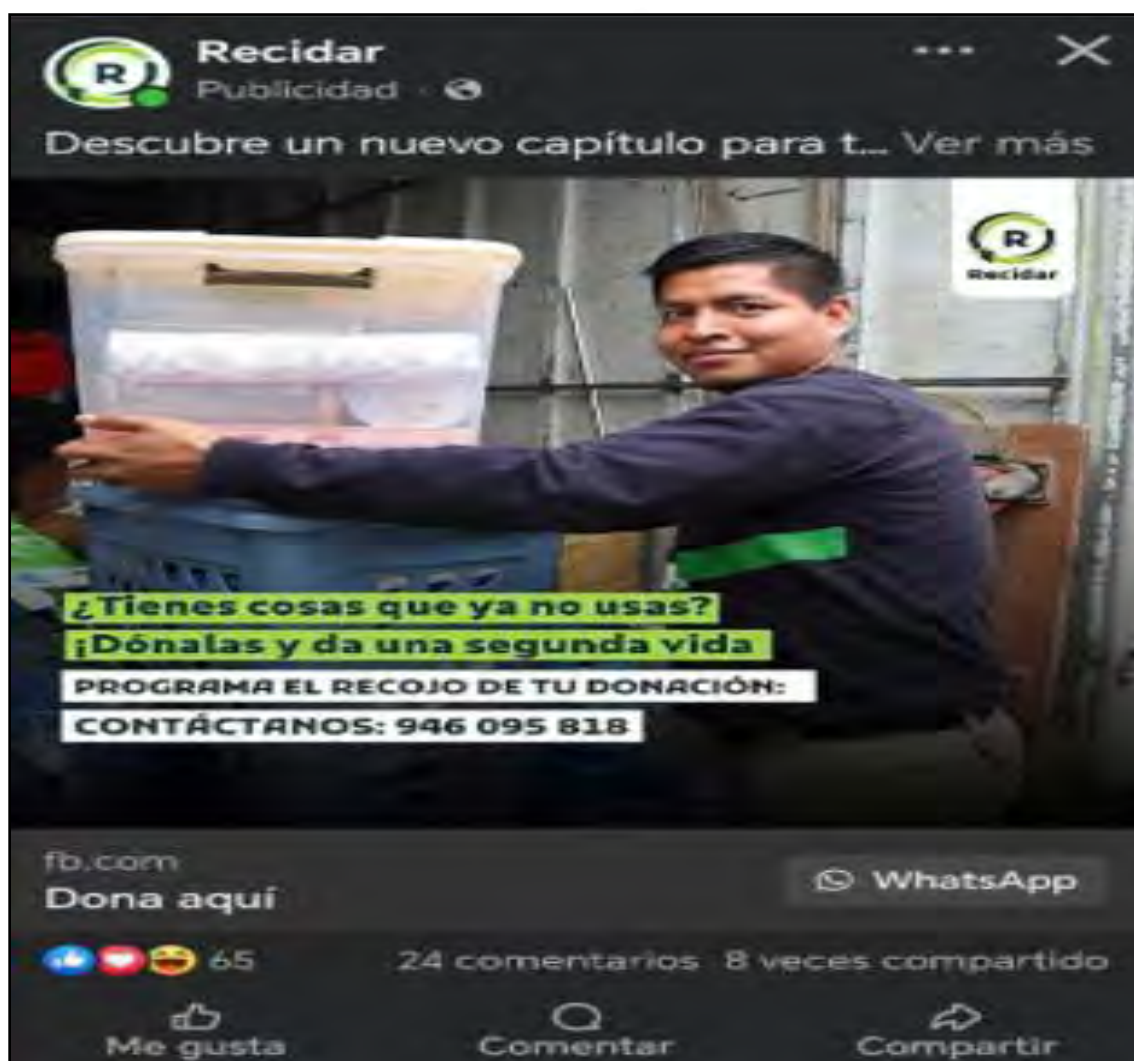 R
Recidar
Publicidad ·
Descubre un nuevo capítulo para t... Ver más
R
Recidar
¿Tienes cosas que ya no usas?
¡Dónalas y da una segunda vida
PROGRAMA EL RECOJO DE TU DONACIÓN:
CONTÁCTANOS: 946 095 818
fb.com
Dona aquí
WhatsApp
65 24 comentarios 8 veces compartido
Me gusta Comentar Compartir